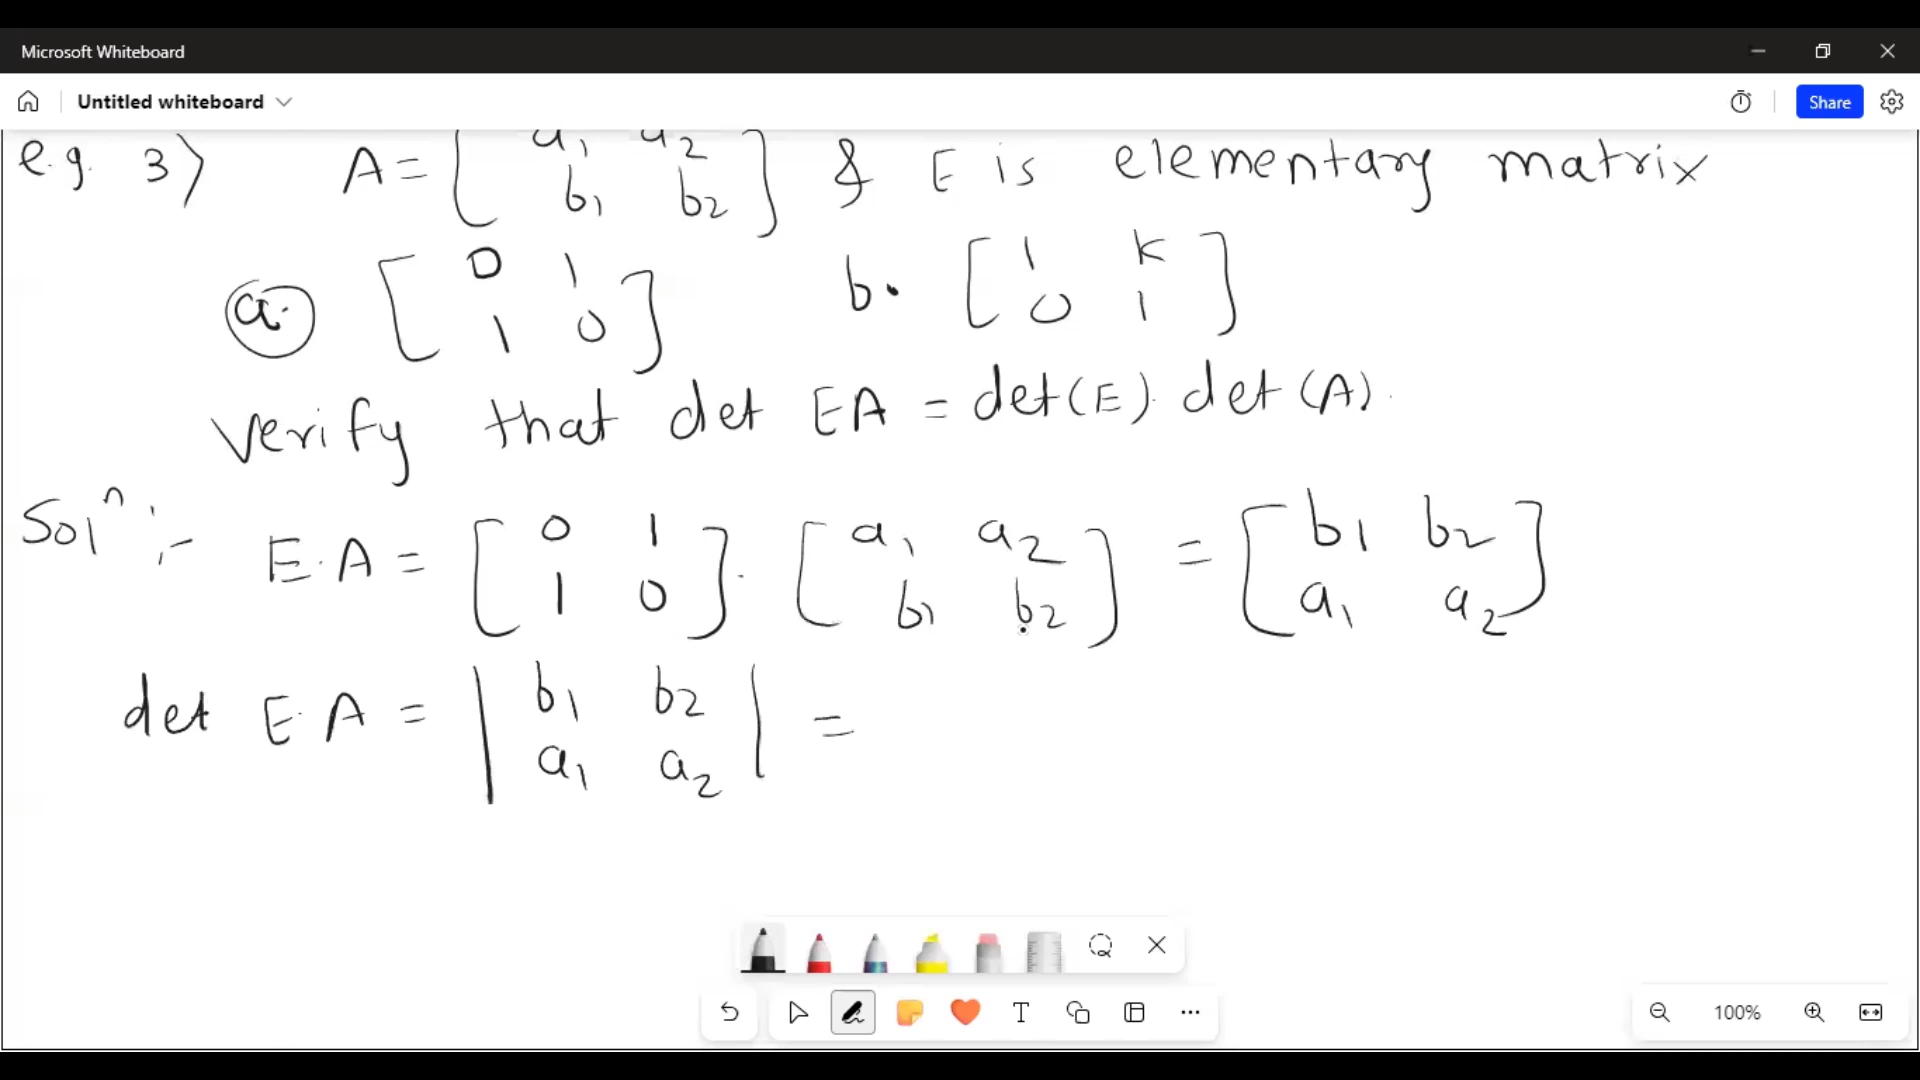 Microsoft Whiteboard
Untitled whiteboard
Share
e.g. 3) A = [ a1 a2 & E is elementary matrix
b1 b2 ]
a. [ 0 1 b. [ 1 k
1 0 ] 0 1 ]
Verify that det EA = det(E). det(A).
Solⁿ :- E.A = [ 0 1 . [ a1 a2 = [ b1 b2
1 0 ] b1 b2 ] a1 a2 ]
det E.A = | b1 b2 | =
a1 a2
100%